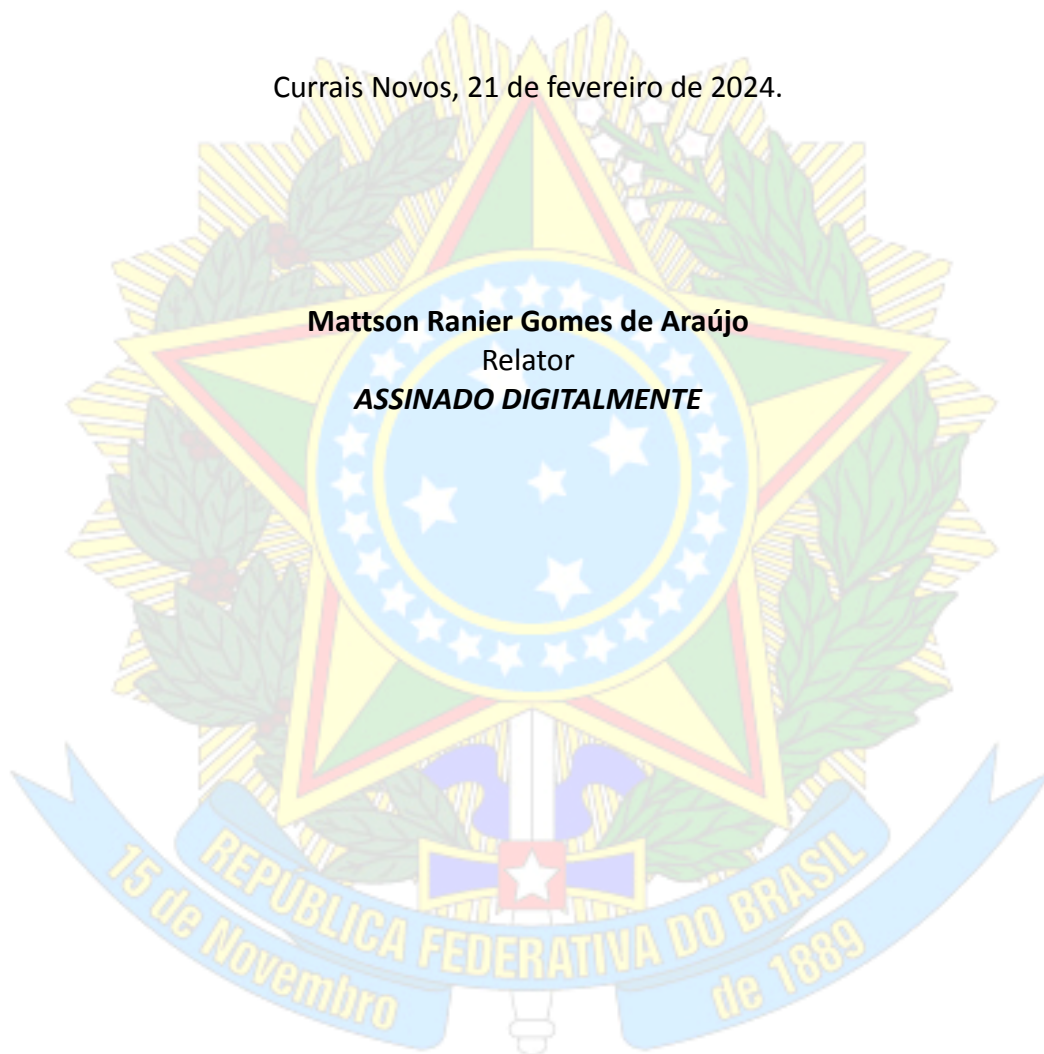 Currais Novos, 21 de fevereiro de 2024.
Mattson Ranier Gomes de Araújo
Relator
ASSINADO DIGITALMENTE
REPÚBLICA FEDERATIVA DO BRASIL
15 de Novembro
de 1889